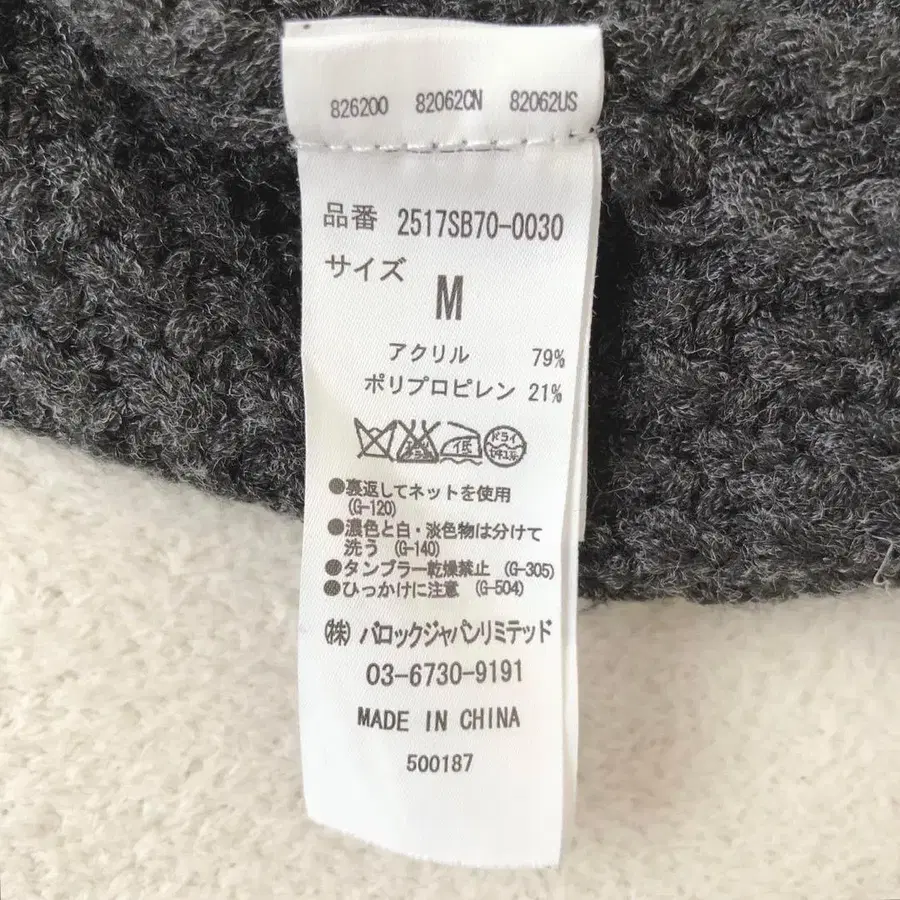 826200 82062CN 82062US
品番 2517SB70-0030
サイズ
M
アクリル 79%
ポリプロピレン 21%
低 ドライ
●裏返してネットを使用
(G-120)
●濃色と白・淡色物は分けて
洗う (G-140)
●タンブラー乾燥禁止 (G-305)
●ひっかけに注意 (G-504)
(株) バロックジャパンリミテッド
03-6730-9191
MADE IN CHINA
500187